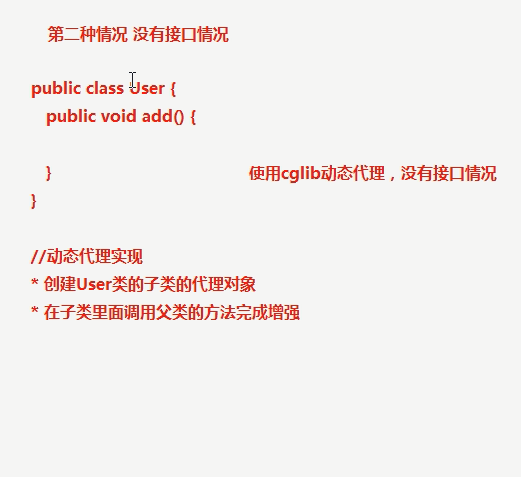 第二种情况 没有接口情况
public class User {
public void add() {
}
使用cglib动态代理，没有接口情况
}
//动态代理实现
* 创建User类的子类的代理对象
* 在子类里面调用父类的方法完成增强